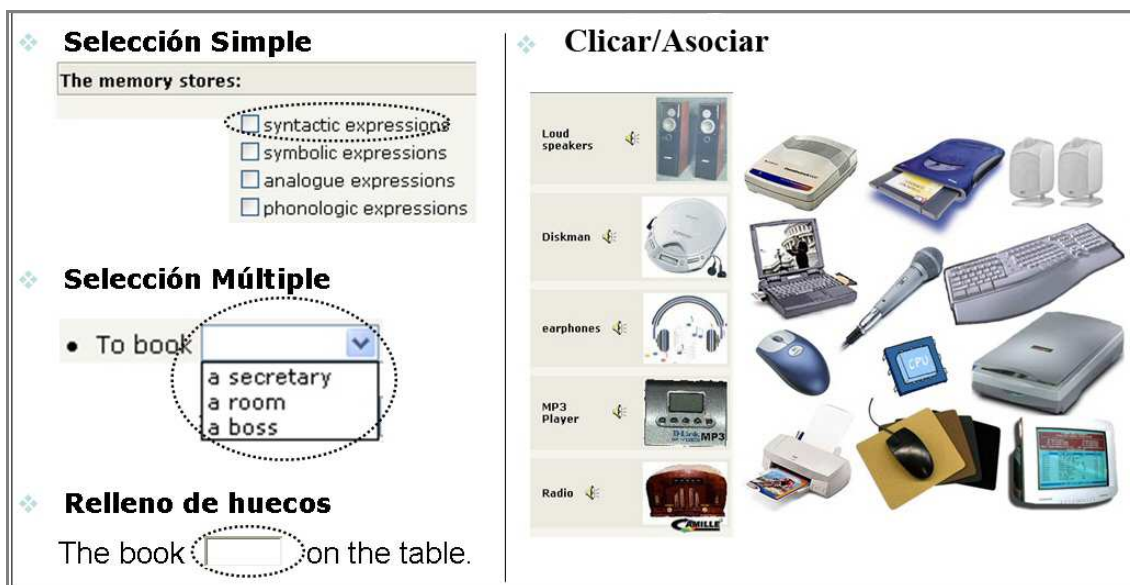 Selección Simple
The memory stores:
syntactic expressions
symbolic expressions
analogue expressions
phonologic expressions
Selección Múltiple
• To book
a secretary
a room
a boss
Relleno de huecos
The book on the table.
Clicar/Asociar
Loud
speakers
Diskman
earphones
MP3
Player
D-Link
MP3
Radio
CAMILLE
CPU